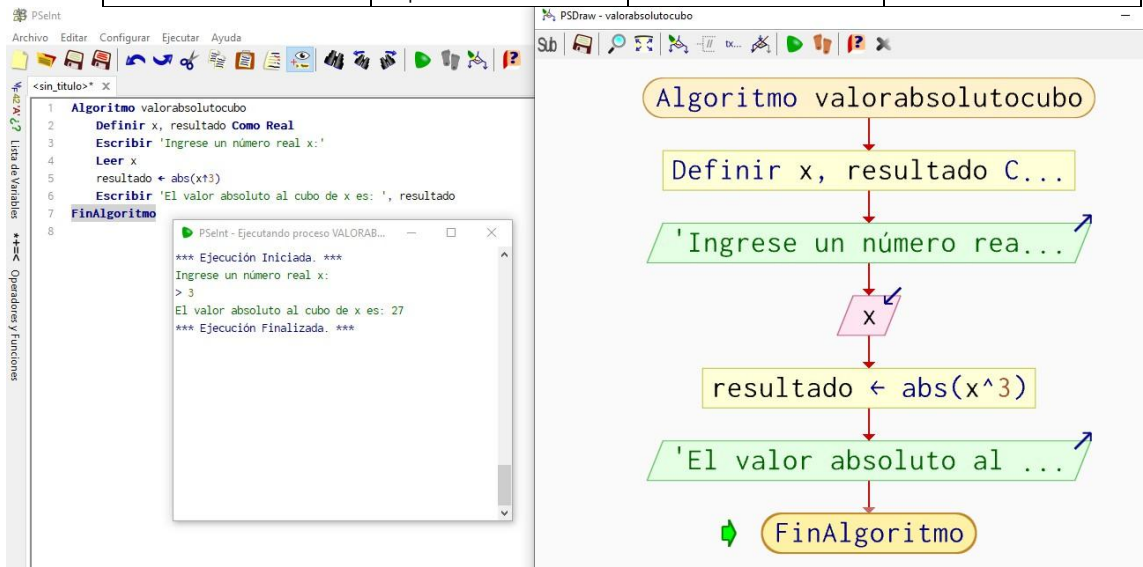 PSeInt
Archivo Editar Configurar Ejecutar Ayuda
<sin_titulo>* X
Lista de Variables
Operadores y Funciones
1 Algoritmo valorabsolutocubo
2 Definir x, resultado Como Real
3 Escribir 'Ingrese un número real x:'
4 Leer x
5 resultado ← abs(x↑3)
6 Escribir 'El valor absoluto al cubo de x es: ', resultado
7 FinAlgoritmo
8
PSeInt - Ejecutando proceso VALORAB...
*** Ejecución Iniciada. ***
Ingrese un número real x:
> 3
El valor absoluto al cubo de x es: 27
*** Ejecución Finalizada. ***
PSDraw - valorabsolutocubo
Sub
Algoritmo valorabsolutocubo
Definir x, resultado C...
'Ingrese un número rea...
x
resultado ← abs(x^3)
'El valor absoluto al ...
FinAlgoritmo